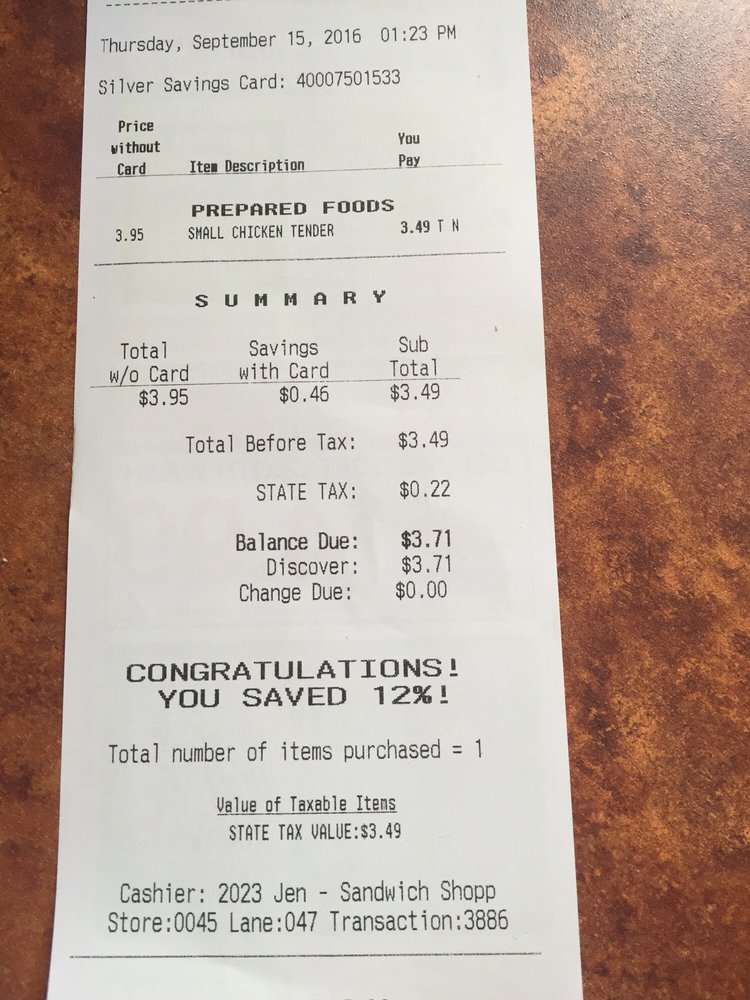 Thursday, September 15, 2016 01:23 PM
Silver Savings Card: 40007501533
Price
without You
Card Item Description Pay
PREPARED FOODS
3.95 SMALL CHICKEN TENDER 3.49 T N
SUMMARY
Total Savings Sub
w/o Card with Card Total
$3.95 $0.46 $3.49
Total Before Tax: $3.49
STATE TAX: $0.22
Balance Due: $3.71
Discover: $3.71
Change Due: $0.00
CONGRATULATIONS!
YOU SAVED 12%!
Total number of items purchased = 1
Value of Taxable Items
STATE TAX VALUE:$3.49
Cashier: 2023 Jen - Sandwich Shopp
Store:0045 Lane:047 Transaction:3886